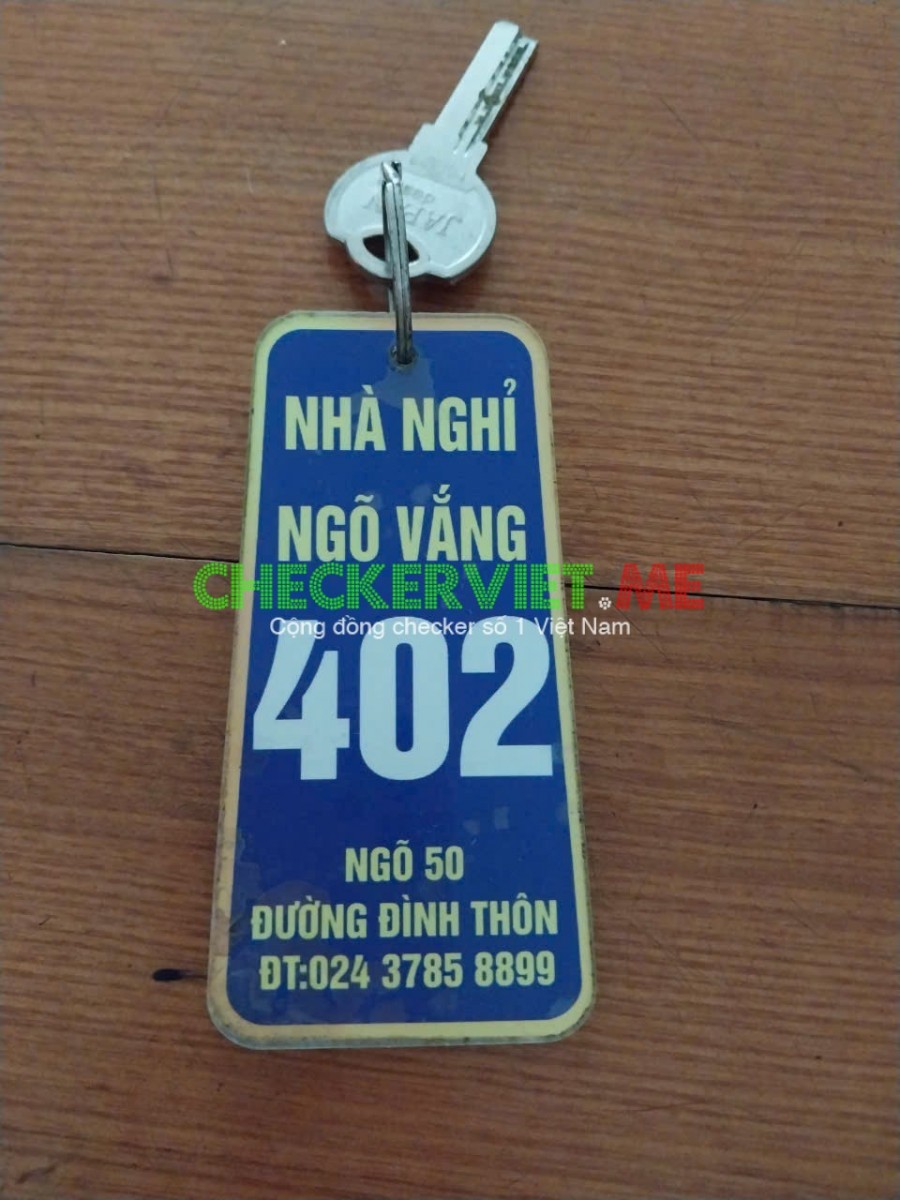 JAPAN
NHÀ NGHỈ
NGÕ VẮNG
CHECKERVIET.ME
Cộng đồng checker số 1 Việt Nam
402
NGÕ 50
ĐƯỜNG ĐÌNH THÔN
ĐT:024 3785 8899